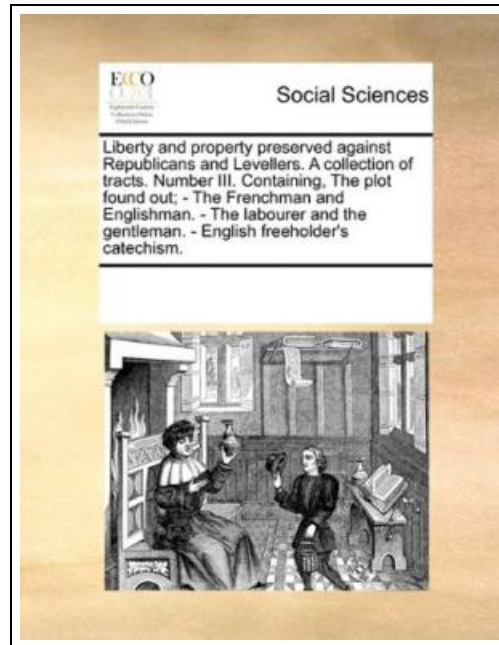 ECCO
Social Sciences
Liberty and property preserved against
Republicans and Levellers. A collection of
tracts. Number III. Containing, The plot
found out; - The Frenchman and
Englishman. - The labourer and the
gentleman. - English freeholder's
catechism.